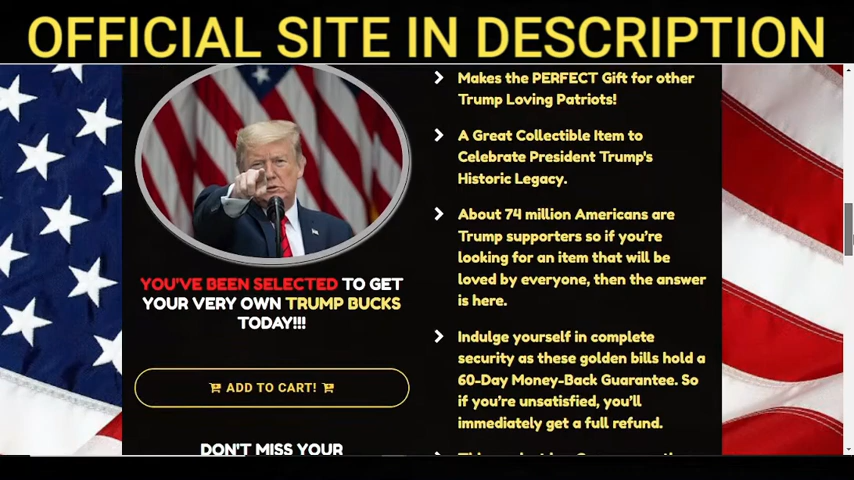 OFFICIAL SITE IN DESCRIPTION
YOU'VE BEEN SELECTED TO GET
YOUR VERY OWN TRUMP BUCKS
TODAY!!!
ADD TO CART!
DON'T MISS YOUR
Makes the PERFECT Gift for other
Trump Loving Patriots!
A Great Collectible Item to
Celebrate President Trump's
Historic Legacy.
About 74 million Americans are
Trump supporters so if you're
looking for an item that will be
loved by everyone, then the answer
is here.
Indulge yourself in complete
security as these golden bills hold a
60-Day Money-Back Guarantee. So
if you're unsatisfied, you'll
immediately get a full refund.